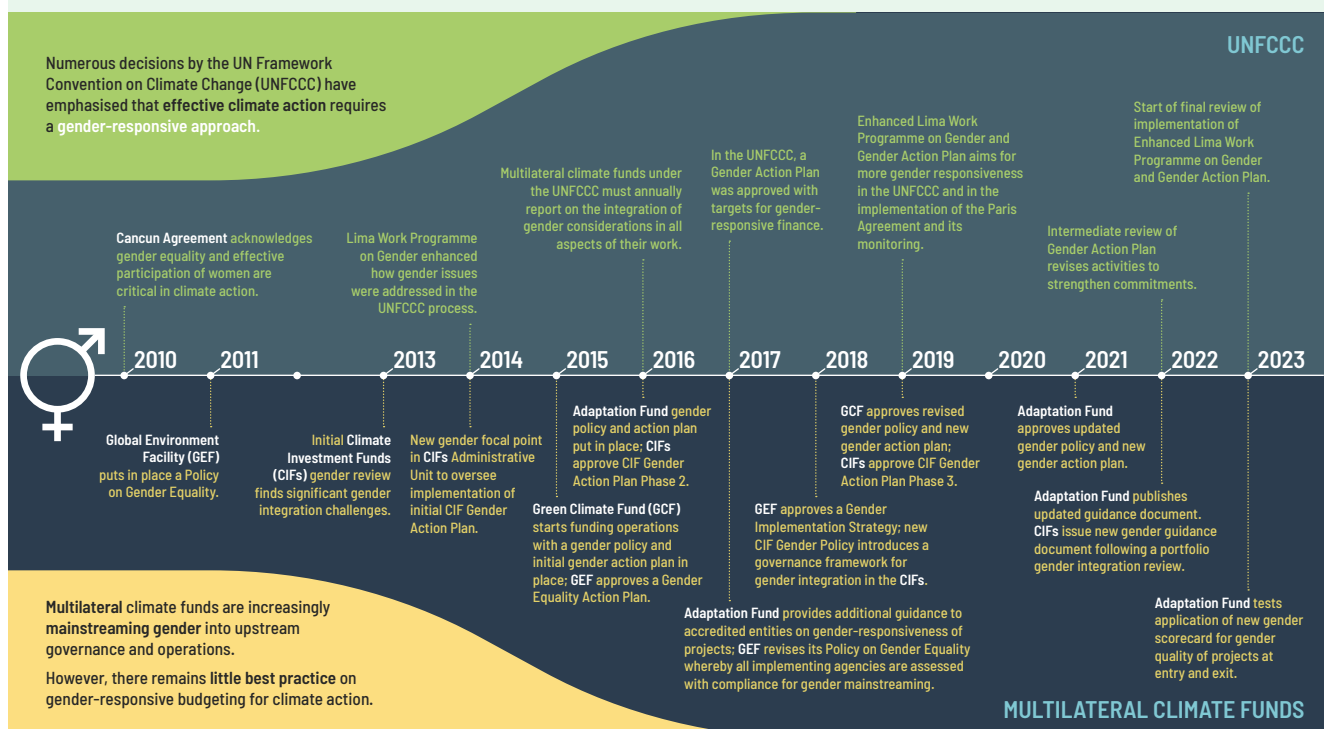 UNFCCC
Numerous decisions by the UN Framework
Convention on Climate Change (UNFCCC) have
emphasised that effective climate action requires
a gender-responsive approach.
Cancun Agreement acknowledges
gender equality and effective
participation of women are
critical in climate action.
Lima Work Programme
on Gender enhanced
how gender issues
were addressed in the
UNFCCC process.
Multilateral climate funds under
the UNFCCC must annually
report on the integration of
gender considerations in all
aspects of their work.
In the UNFCCC, a
Gender Action Plan
was approved with
targets for gender-
responsive finance.
Enhanced Lima Work
Programme on Gender and
Gender Action Plan aims for
more gender responsiveness
in the UNFCCC and in the
implementation of the Paris
Agreement and its
monitoring.
Intermediate review of
Gender Action Plan
revises activities to
strengthen commitments.
Start of final review of
implementation of
Enhanced Lima Work
Programme on Gender
and Gender Action Plan.
2010 2011 2013 2014 2015 2016 2017 2018 2019 2020 2021 2022 2023
Global Environment
Facility (GEF)
puts in place a Policy
on Gender Equality.
Initial Climate
Investment Funds
(CIFs) gender review
finds significant gender
integration challenges.
New gender focal point
in CIFs Administrative
Unit to oversee
implementation of
initial CIF Gender
Action Plan.
Green Climate Fund (GCF)
starts funding operations
with a gender policy and
initial gender action plan in
place; GEF approves a Gender
Equality Action Plan.
Adaptation Fund gender
policy and action plan
put in place; CIFs
approve CIF Gender
Action Plan Phase 2.
Adaptation Fund provides additional guidance to
accredited entities on gender-responsiveness of
projects; GEF revises its Policy on Gender Equality
whereby all implementing agencies are assessed
with compliance for gender mainstreaming.
GEF approves a Gender
Implementation Strategy; new
CIF Gender Policy introduces a
governance framework for
gender integration in the CIFs.
GCF approves revised
gender policy and new
gender action plan;
CIFs approve CIF Gender
Action Plan Phase 3.
Adaptation Fund
approves updated
gender policy and new
gender action plan.
Adaptation Fund publishes
updated guidance document.
CIFs issue new gender guidance
document following a portfolio
gender integration review.
Adaptation Fund tests
application of new gender
scorecard for gender
quality of projects at
entry and exit.
Multilateral climate funds are increasingly
mainstreaming gender into upstream
governance and operations.
However, there remains little best practice on
gender-responsive budgeting for climate action.
MULTILATERAL CLIMATE FUNDS